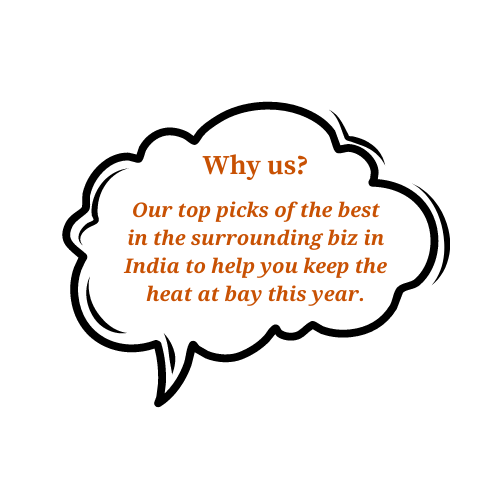 Why us?
Our top picks of the best
in the surrounding biz in
India to help you keep the
heat at bay this year.